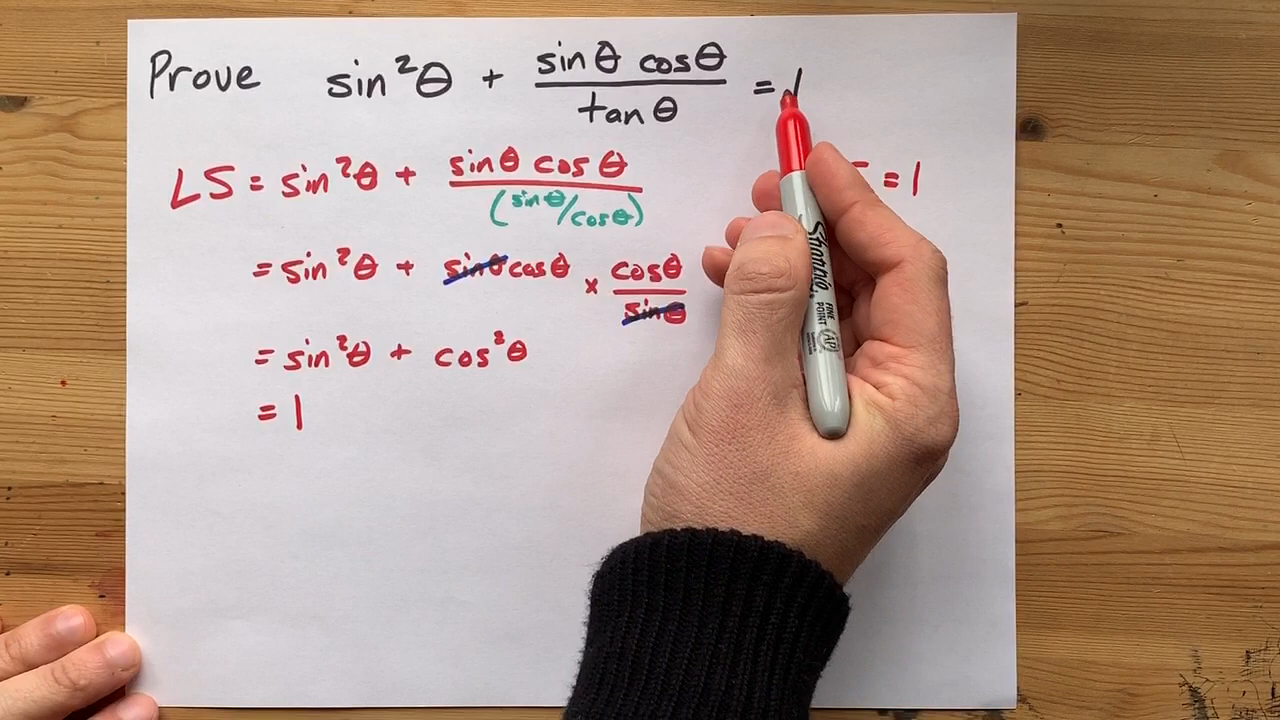 Prove sin²θ + sinθ cosθ / tanθ = 1
LS = sin²θ + sinθ cosθ / (sinθ/cosθ)
= 1
= sin²θ + sinθ cosθ × cosθ / sinθ
= sin²θ + cos²θ
= 1
Sharpie
FINE
POINT
AP